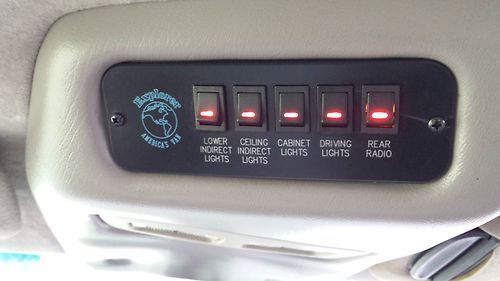 Explorer
AMERICA'S VAN
LOWER
INDIRECT
LIGHTS
CEILING
INDIRECT
LIGHTS
CABINET
LIGHTS
DRIVING
LIGHTS
REAR
RADIO